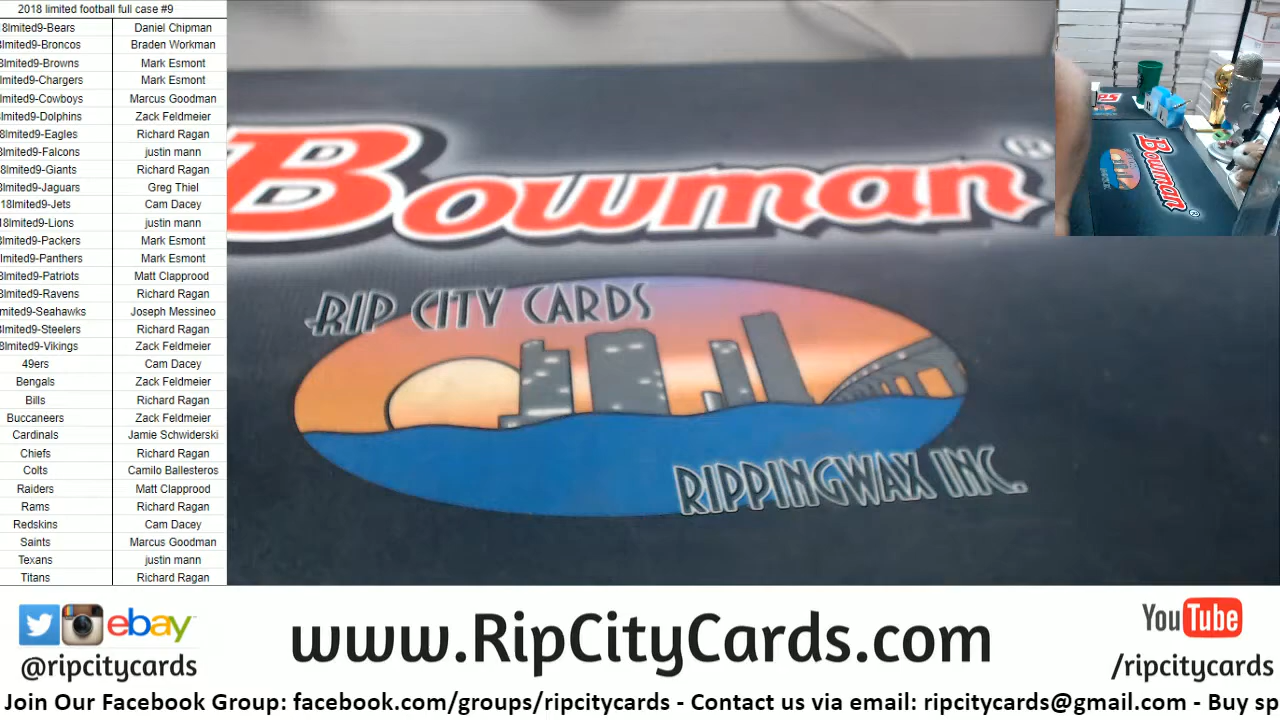 2018 limited football full case #9
8lmited9-Bears Daniel Chipman
8lmited9-Broncos Braden Workman
8lmited9-Browns Mark Esmont
lmited9-Chargers Mark Esmont
lmited9-Cowboys Marcus Goodman
8lmited9-Dolphins Zack Feldmeier
8lmited9-Eagles Richard Ragan
8lmited9-Falcons justin mann
8lmited9-Giants Richard Ragan
8lmited9-Jaguars Greg Thiel
18lmited9-Jets Cam Dacey
18lmited9-Lions justin mann
8lmited9-Packers Mark Esmont
lmited9-Panthers Mark Esmont
8lmited9-Patriots Matt Clapprood
8lmited9-Ravens Richard Ragan
mited9-Seahawks Joseph Messineo
8lmited9-Steelers Richard Ragan
8lmited9-Vikings Zack Feldmeier
49ers Cam Dacey
Bengals Zack Feldmeier
Bills Richard Ragan
Buccaneers Zack Feldmeier
Cardinals Jamie Schwiderski
Chiefs Richard Ragan
Colts Camilo Ballesteros
Raiders Matt Clapprood
Rams Richard Ragan
Redskins Cam Dacey
Saints Marcus Goodman
Texans justin mann
Titans Richard Ragan
Bowman®
RIP CITY CARDS
RIPPINGWAX INC.
Bowman
ebay
@ripcitycards
www.RipCityCards.com
YouTube
/ripcitycards
Join Our Facebook Group: facebook.com/groups/ripcitycards - Contact us via email: ripcitycards@gmail.com - Buy sp